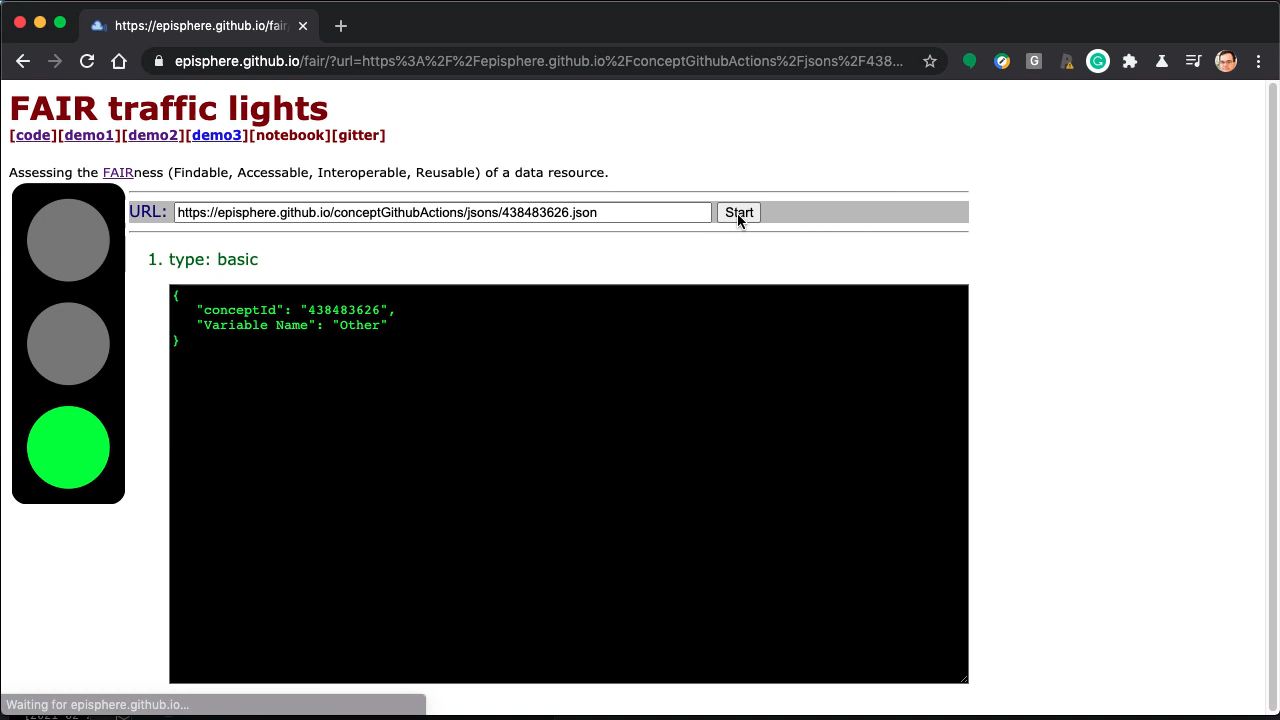 https://episphere.github.io/fair
episphere.github.io/fair/?url=https%3A%2F%2Fepisphere.github.io%2FconceptGithubActions%2Fjsons%2F438...
G
FAIR traffic lights
[code][demo1][demo2][demo3][notebook][gitter]
Assessing the FAIRness (Findable, Accessable, Interoperable, Reusable) of a data resource.
URL: https://episphere.github.io/conceptGithubActions/jsons/438483626.json Start
1. type: basic
{
"conceptId": "438483626",
"Variable Name": "Other"
}
Waiting for episphere.github.io...